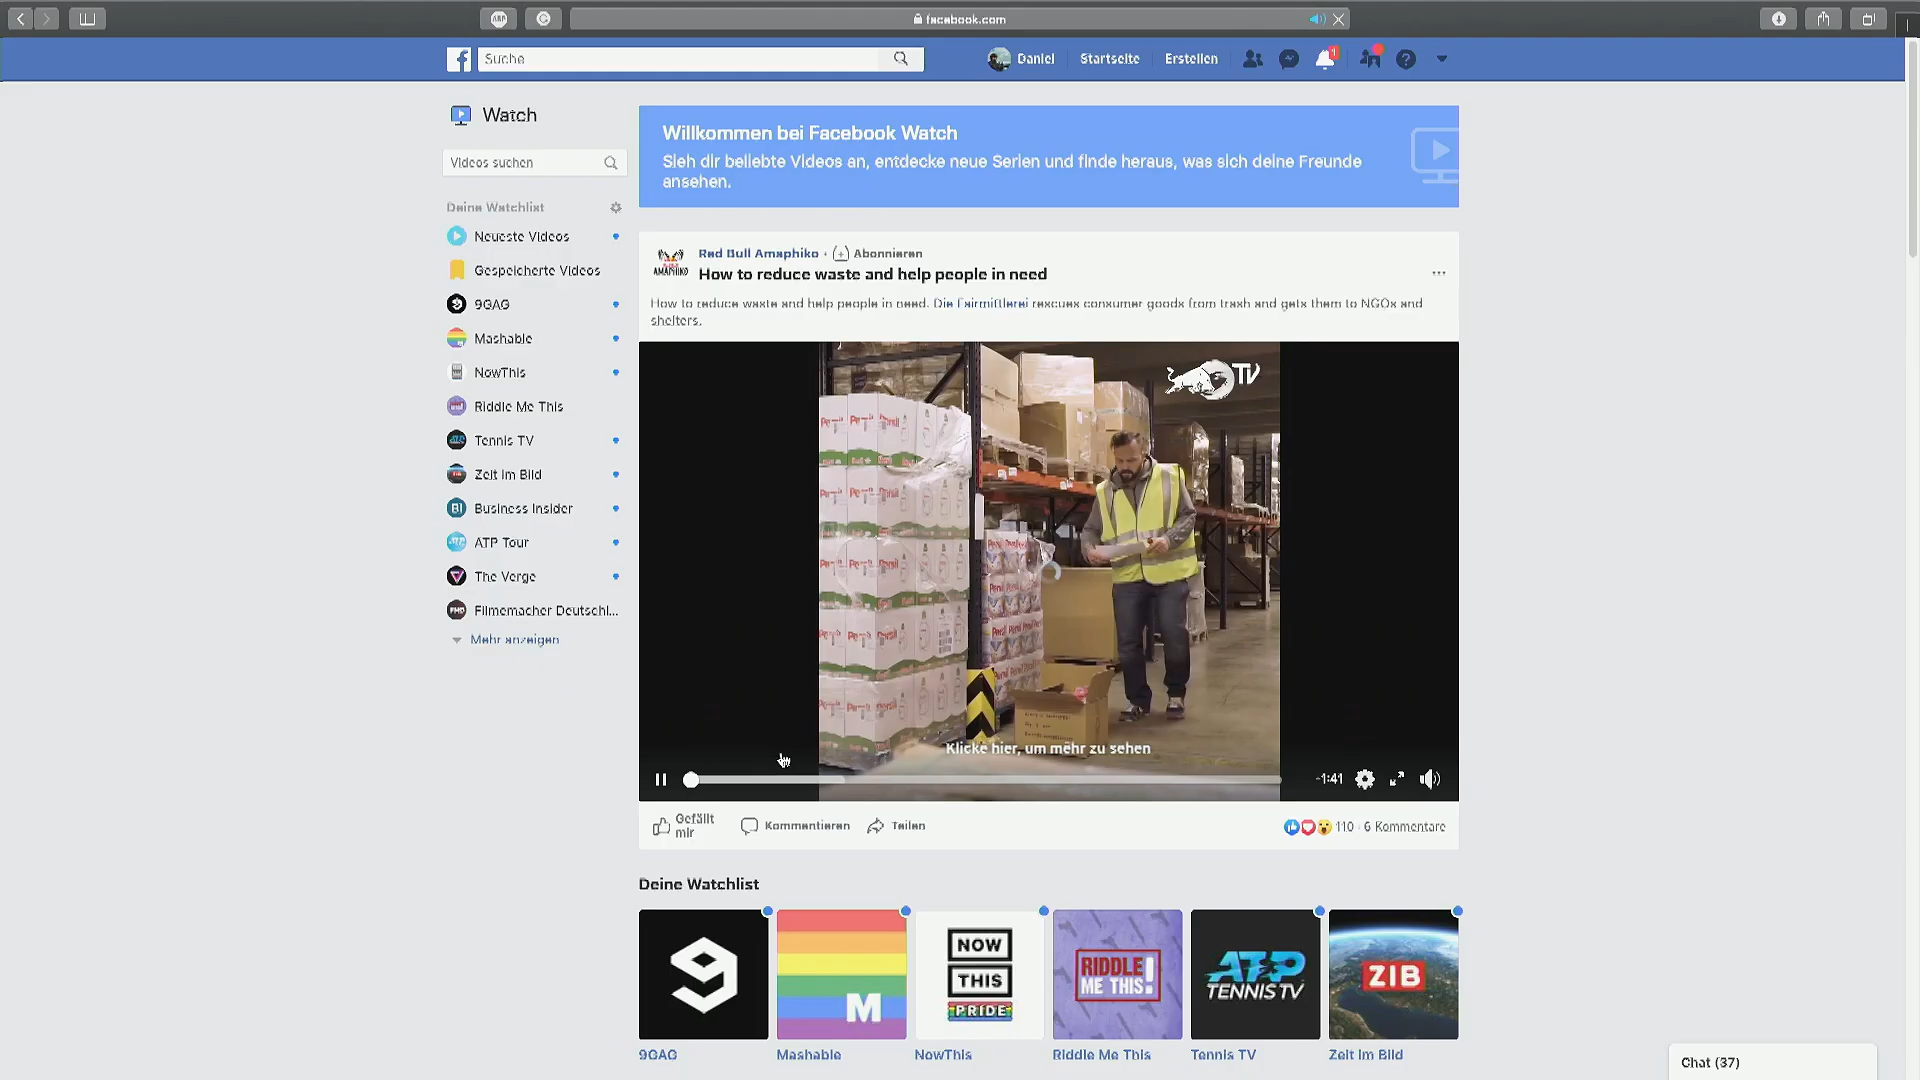 facebook.com
Suche
Daniel
Startseite
Erstellen
1
Watch
Videos suchen
Deine Watchlist
Neueste Videos
Gespeicherte Videos
9GAG
Mashable
NowThis
Riddle Me This
Tennis TV
Zeit im Bild
Business Insider
ATP Tour
The Verge
Filmemacher Deutschl...
Mehr anzeigen
Willkommen bei Facebook Watch
Sieh dir beliebte Videos an, entdecke neue Serien und finde heraus, was sich deine Freunde
ansehen.
Red Bull Amaphiko · Abonnieren
How to reduce waste and help people in need
How to reduce waste and help people in need. Die Fairmittlerei rescues consumer goods from trash and gets them to NGOs and
shelters.
TV
Persil
Klicke hier, um mehr zu sehen
-1:41
Gefällt
mir
Kommentieren
Teilen
110 · 6 Kommentare
Deine Watchlist
M
NOW
THIS
PRIDE
RIDDLE
ME THIS!
ATP
TENNISTV
ZIB
9GAG
Mashable
NowThis
Riddle Me This
Tennis TV
Zeit im Bild
Chat (37)